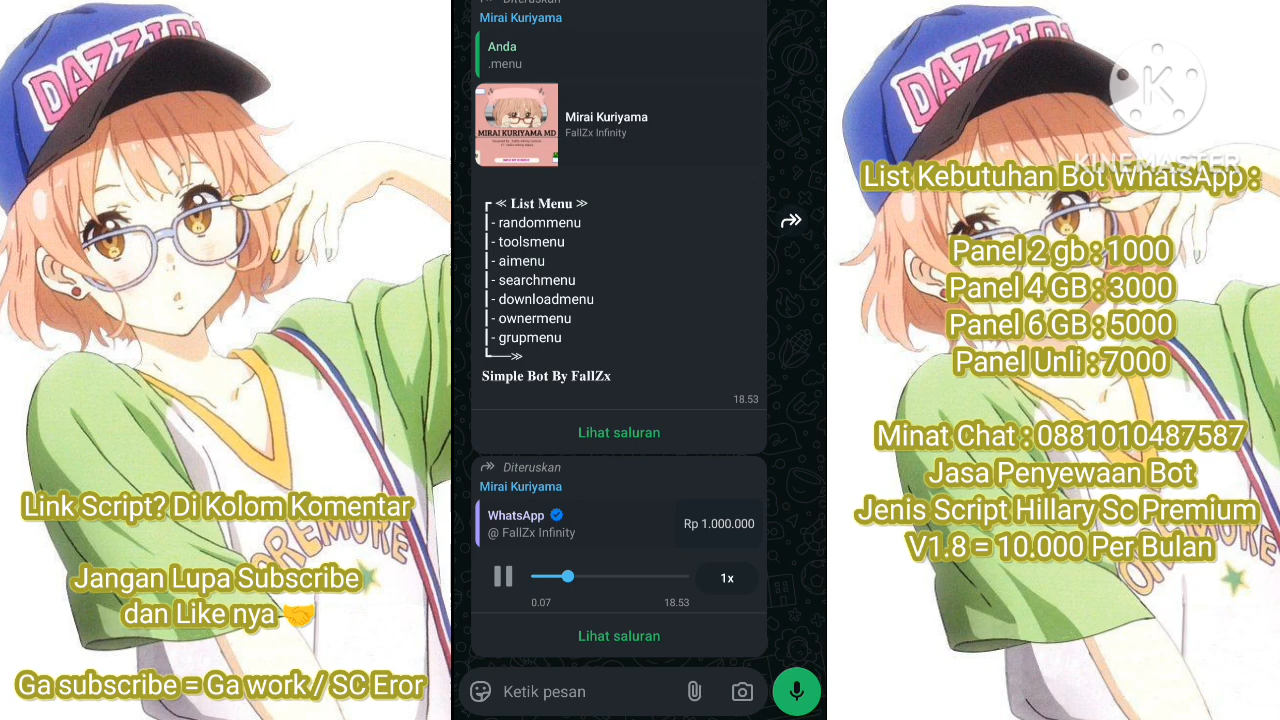 DAZZIRI
OREMORE
Link Script? Di Kolom Komentar
Jangan Lupa Subscribe
dan Like nya 🤝
Ga subscribe = Ga work / SC Eror
Diteruskan
Mirai Kuriyama
Anda
.menu
MIRAI KURIYAMA MD
Mirai Kuriyama
FallZx Infinity
┏ ≪ List Menu ≫
┃- randommenu
┃- toolsmenu
┃- aimenu
┃- searchmenu
┃- downloadmenu
┃- ownermenu
┃- grupmenu
┗──≫
Simple Bot By FallZx
18.53
Lihat saluran
Diteruskan
Mirai Kuriyama
WhatsApp
@ FallZx Infinity
Rp 1.000.000
1x
0.07
18.53
Lihat saluran
Ketik pesan
DAZZIRI
K
KINEMASTER
List Kebutuhan Bot WhatsApp :
Panel 2 gb : 1000
Panel 4 GB : 3000
Panel 6 GB : 5000
Panel Unli : 7000
Minat Chat : 0881010487587
Jasa Penyewaan Bot
Jenis Script Hillary Sc Premium
V1.8 = 10.000 Per Bulan
OREMORE